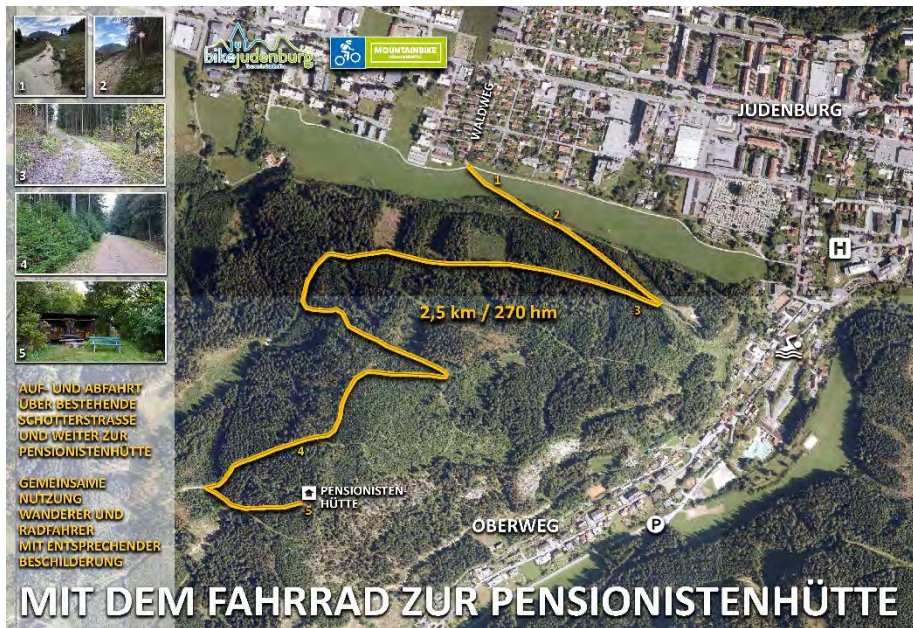 1
2
3
4
5
AUF- UND ABFAHRT
ÜBER BESTEHENDE
SCHOTTERSTRASSE
UND WEITER ZUR
PENSIONISTENHÜTTE
GEMEINSAME
NUTZUNG
WANDERER UND
RADFAHRER
MIT ENTSPRECHENDER
BESCHILDERUNG
bikejudenburg
MOUNTAINBIKE
WALDWEG
JUDENBURG
1
2
H
3
2,5 km / 270 hm
4
PENSIONISTEN-
HÜTTE
5
OBERWEG
P
MIT DEM FAHRRAD ZUR PENSIONISTENHÜTTE